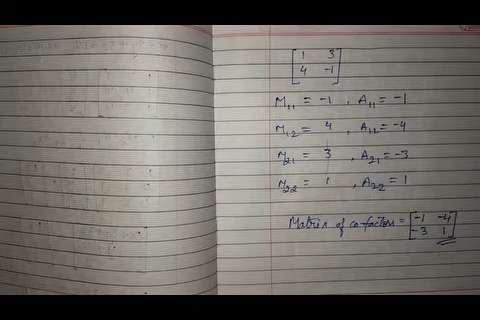 1 3
4 -1
M11 = -1 , A11 = -1
M12 = 4 , A12 = -4
M21 = 3 , A21 = -3
M22 = 1 , A22 = 1
Matrix of co-factors = [-1 -4
-3 1]